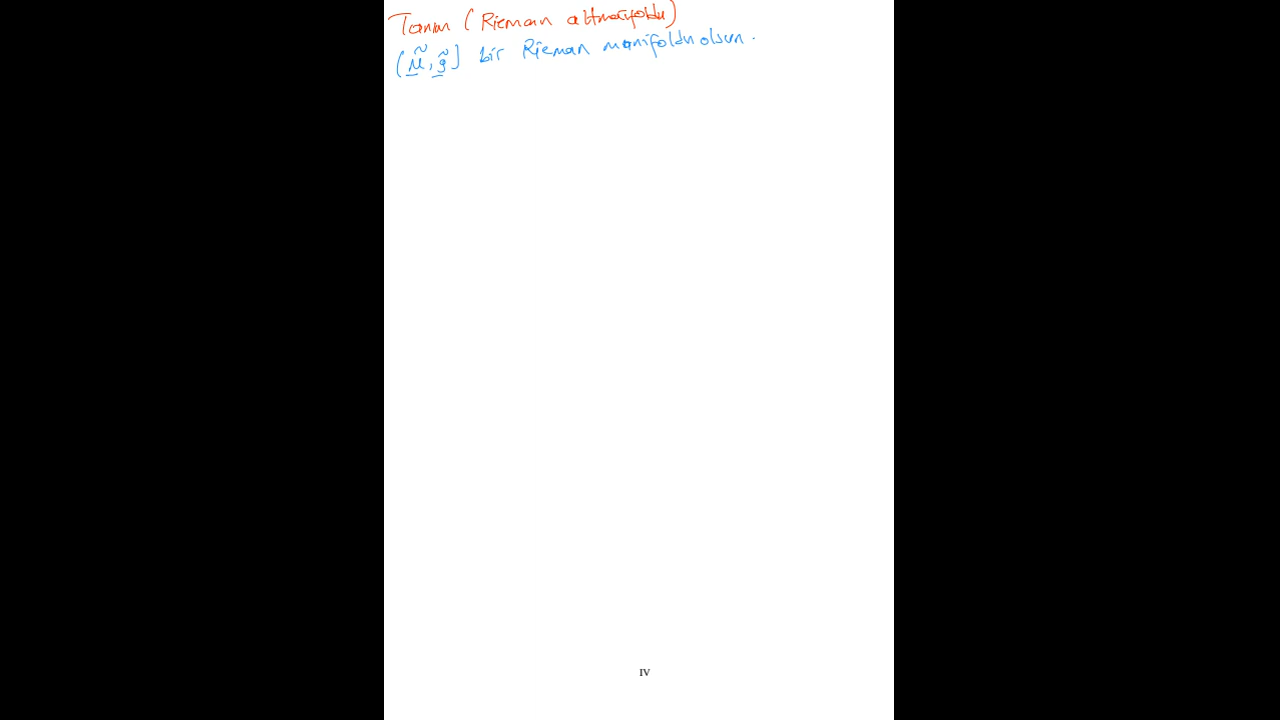 Tanım (Rieman altmanifoldu)
(M̃, g̃) bir Rieman manifoldu olsun.
IV